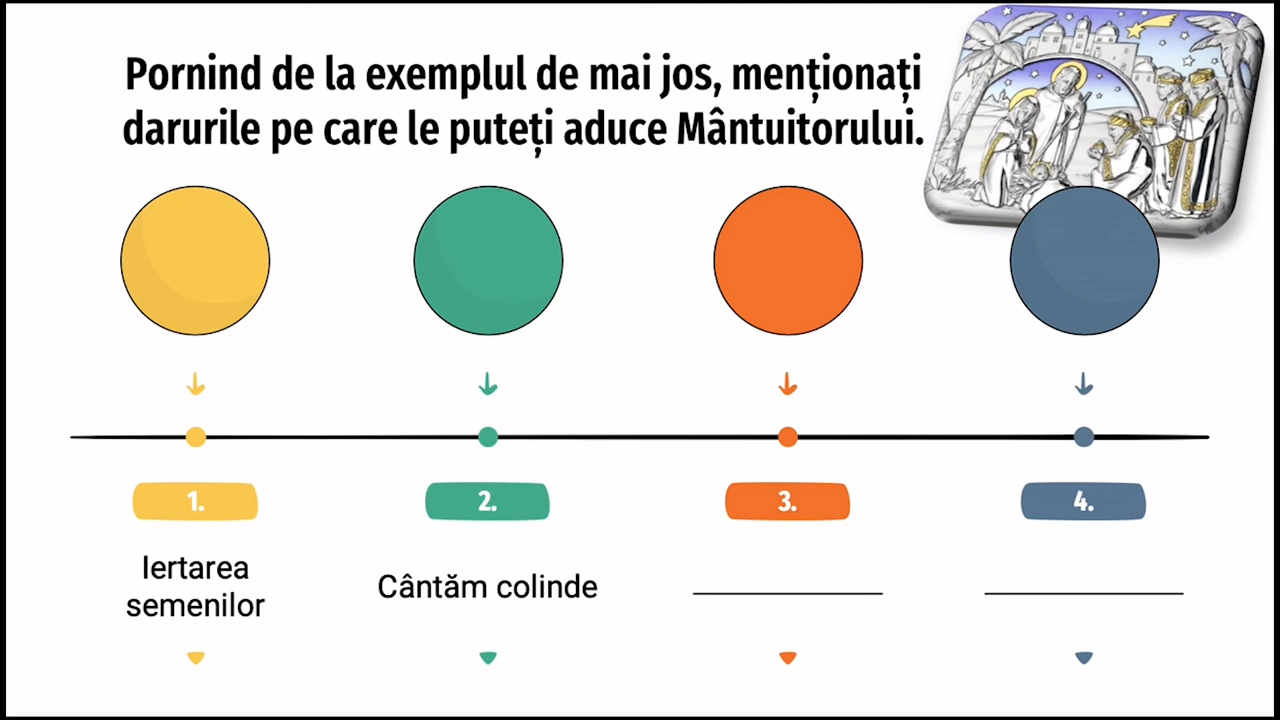 Pornind de la exemplul de mai jos, menționați
darurile pe care le puteți aduce Mântuitorului.
1.
2.
3.
4.
Iertarea
semenilor
Cântăm colinde